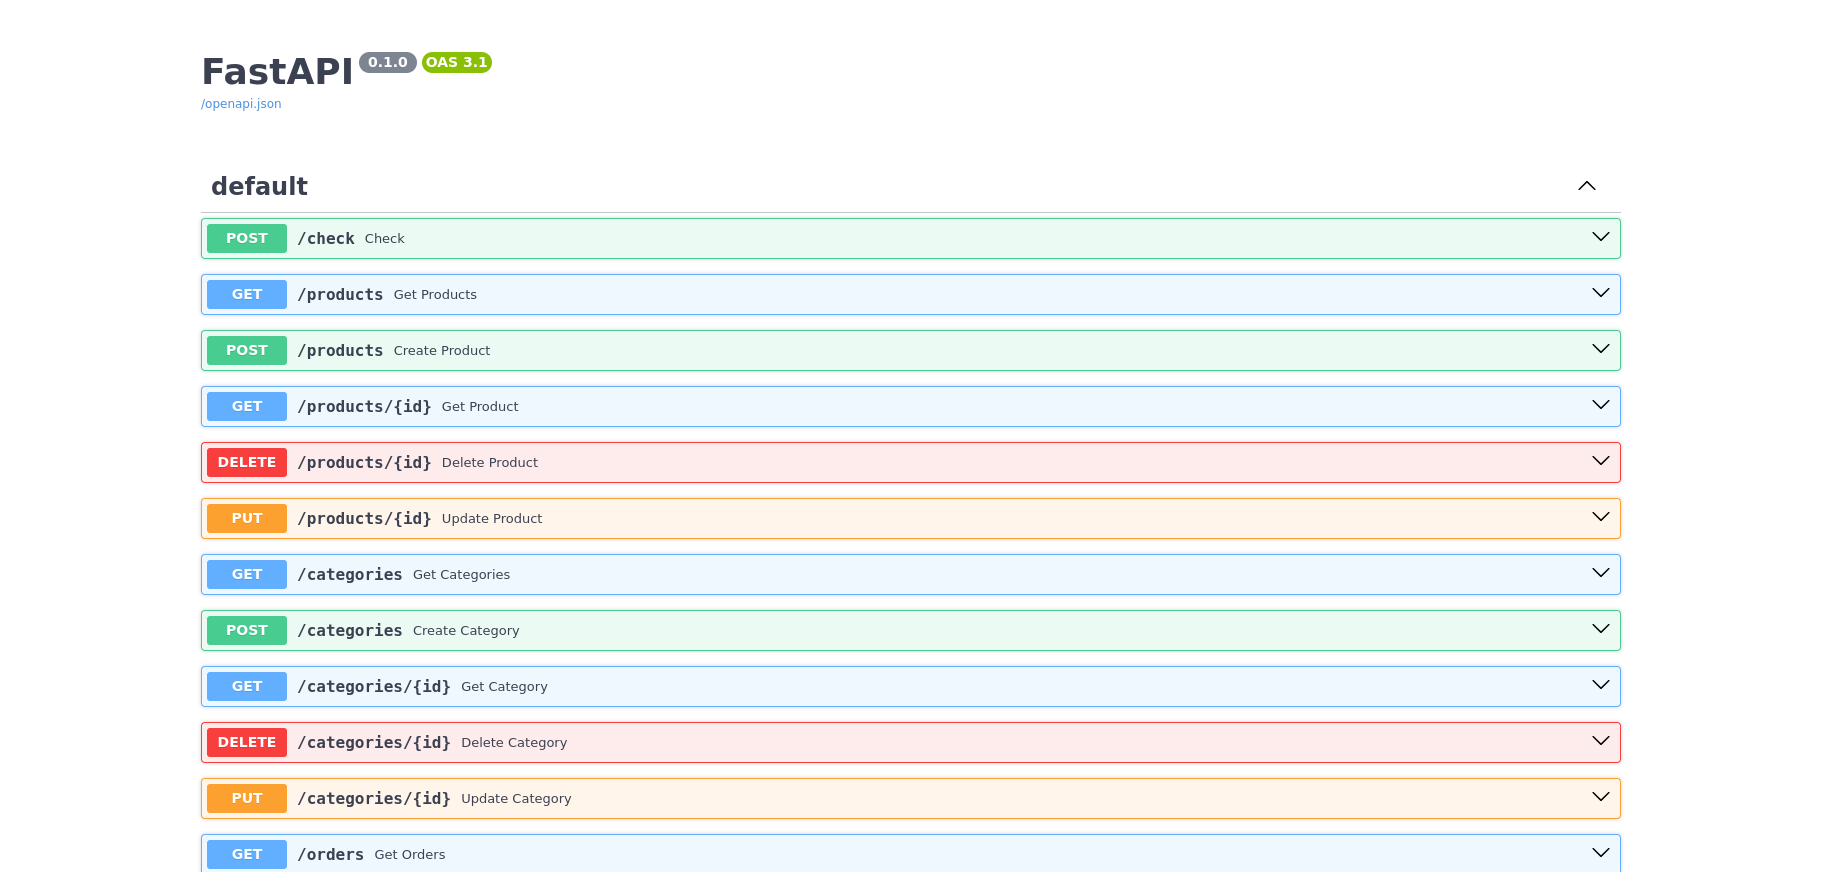 FastAPI 0.1.0 OAS 3.1
/openapi.json
default
POST /check Check
GET /products Get Products
POST /products Create Product
GET /products/{id} Get Product
DELETE /products/{id} Delete Product
PUT /products/{id} Update Product
GET /categories Get Categories
POST /categories Create Category
GET /categories/{id} Get Category
DELETE /categories/{id} Delete Category
PUT /categories/{id} Update Category
GET /orders Get Orders